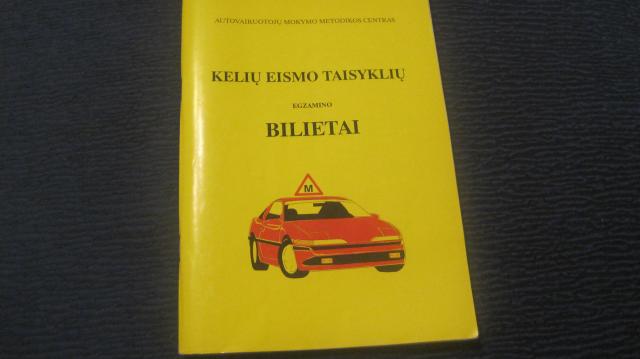 AUTOVAIRUOTOJŲ MOKYMO METODIKOS CENTRAS
KELIŲ EISMO TAISYKLIŲ
EGZAMINO
BILIETAI
M